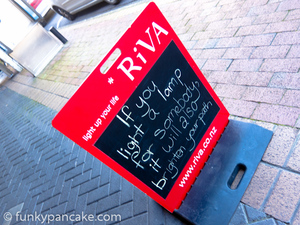 RIVA
light up your life
If you
light a lamp
for somebody,
it will also
brighten your path.
www.riva.co.nz
© funkypancake.com